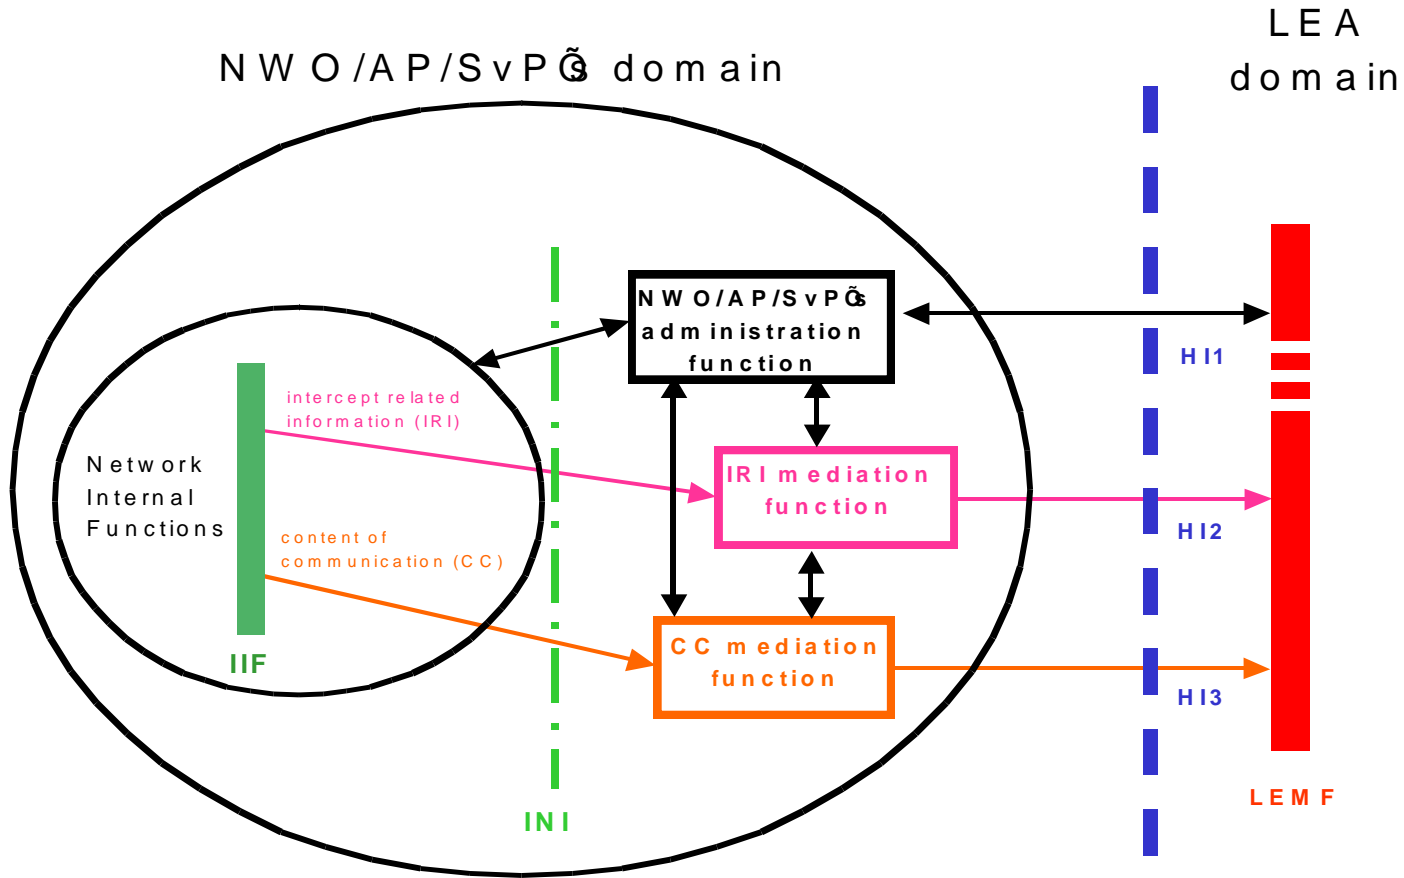 LEA
domain
NWO/AP/SvPÕs domain
NWO/AP/SvPÕs
administration
function
HI1
intercept related
information (IRI)
Network
Internal
Functions
IRI mediation
function
HI2
content of
communication (CC)
CC mediation
function
IIF
HI3
LEMF
INI